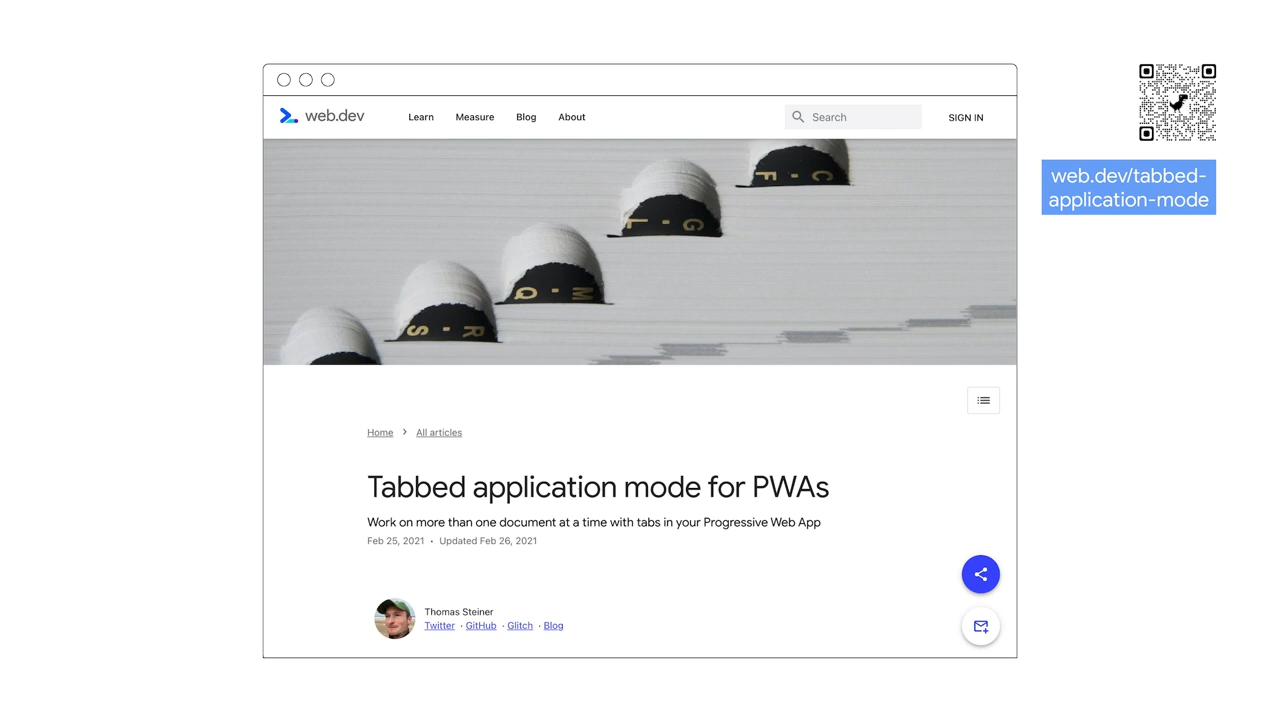 web.dev
Learn
Measure
Blog
About
Search
SIGN IN
web.dev/tabbed-
application-mode
F - C
L - G
Q - M
S - R
Home
All articles
Tabbed application mode for PWAs
Work on more than one document at a time with tabs in your Progressive Web App
Feb 25, 2021 • Updated Feb 26, 2021
Thomas Steiner
Twitter · GitHub · Glitch · Blog